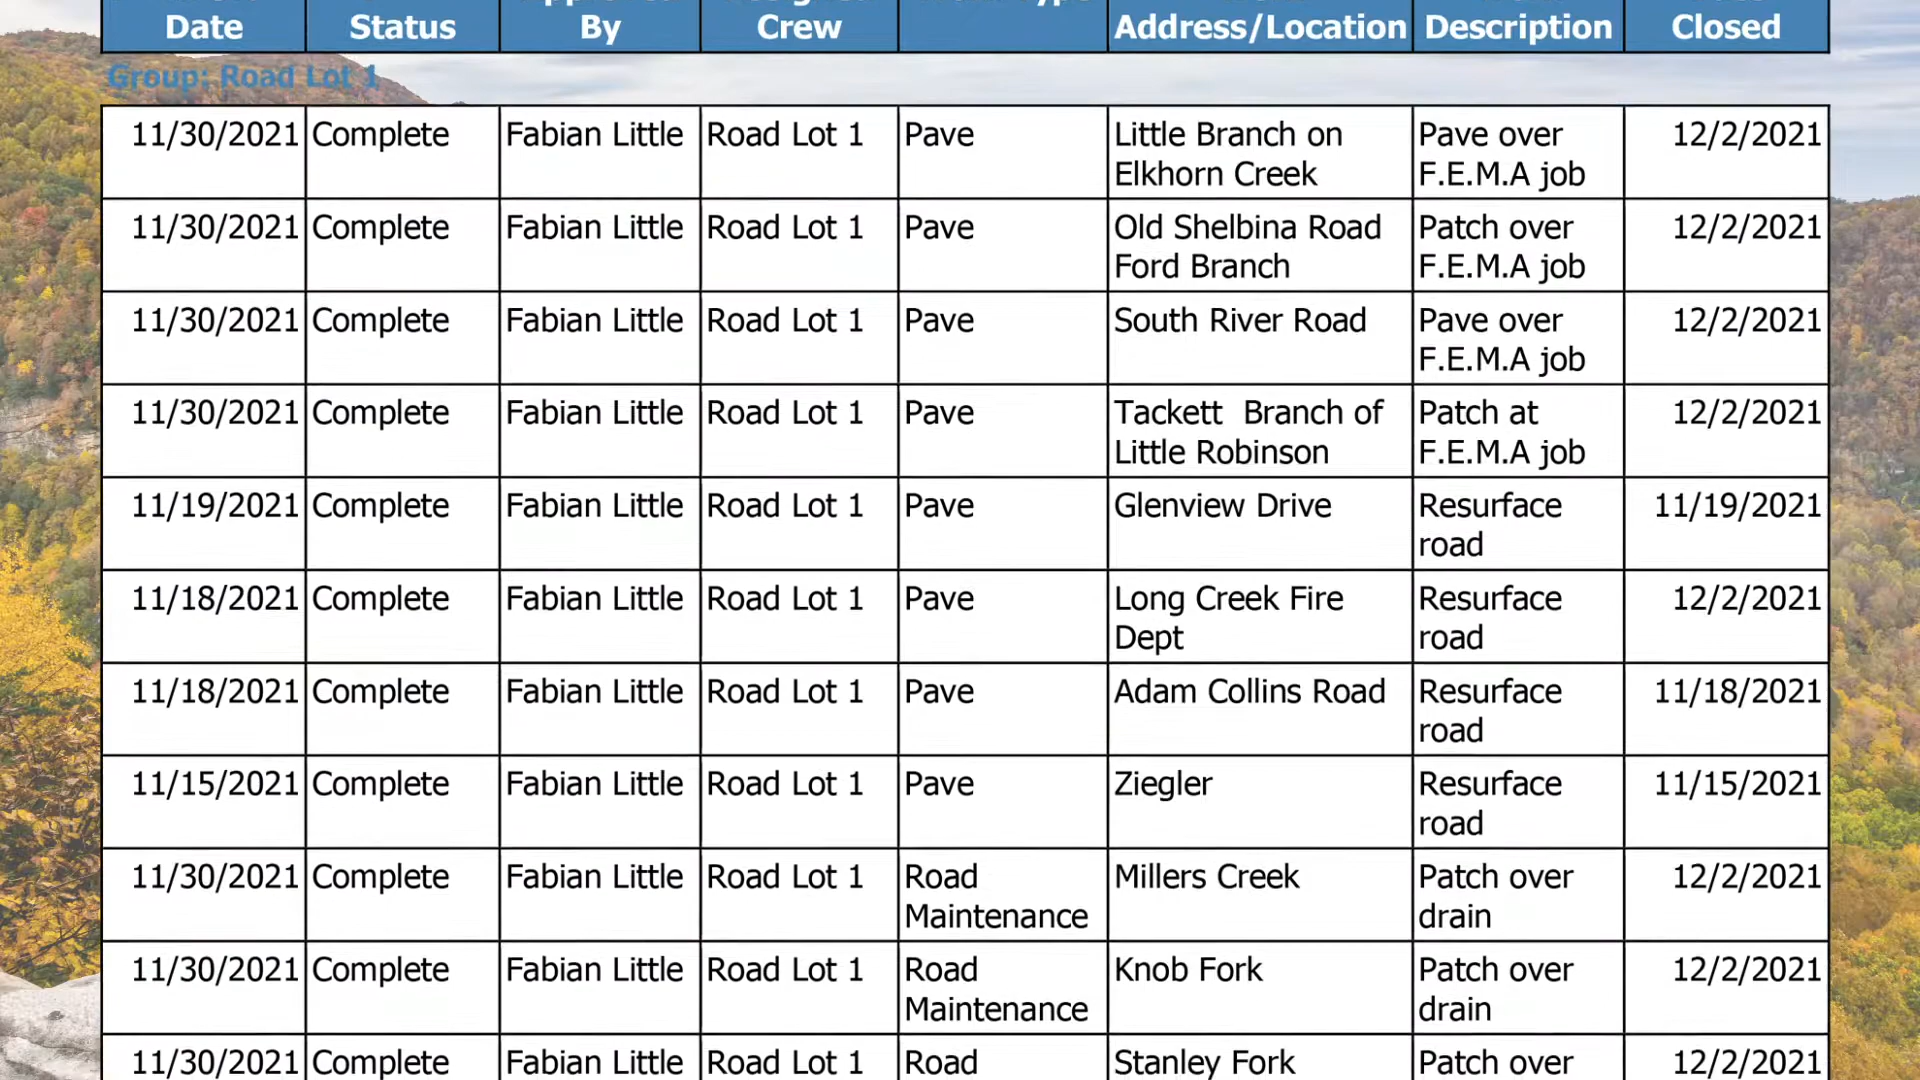 Date Status By Crew Address/Location Description Closed
Group: Road Lot 1
11/30/2021 Complete Fabian Little Road Lot 1 Pave Little Branch on Pave over 12/2/2021
Elkhorn Creek F.E.M.A job
11/30/2021 Complete Fabian Little Road Lot 1 Pave Old Shelbina Road Patch over 12/2/2021
Ford Branch F.E.M.A job
11/30/2021 Complete Fabian Little Road Lot 1 Pave South River Road Pave over 12/2/2021
F.E.M.A job
11/30/2021 Complete Fabian Little Road Lot 1 Pave Tackett  Branch of Patch at 12/2/2021
Little Robinson F.E.M.A job
11/19/2021 Complete Fabian Little Road Lot 1 Pave Glenview Drive Resurface 11/19/2021
road
11/18/2021 Complete Fabian Little Road Lot 1 Pave Long Creek Fire Resurface 12/2/2021
Dept road
11/18/2021 Complete Fabian Little Road Lot 1 Pave Adam Collins Road Resurface 11/18/2021
road
11/15/2021 Complete Fabian Little Road Lot 1 Pave Ziegler Resurface 11/15/2021
road
11/30/2021 Complete Fabian Little Road Lot 1 Road Millers Creek Patch over 12/2/2021
Maintenance drain
11/30/2021 Complete Fabian Little Road Lot 1 Road Knob Fork Patch over 12/2/2021
Maintenance drain
11/30/2021 Complete Fabian Little Road Lot 1 Road Stanley Fork Patch over 12/2/2021